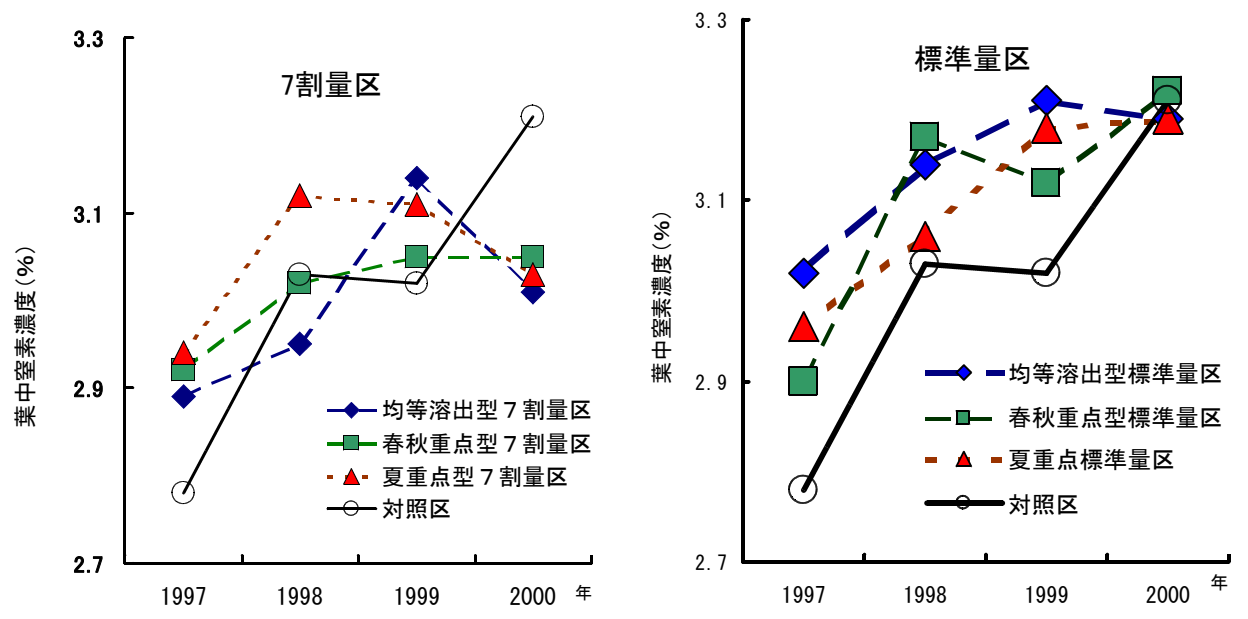 7割量区
3.3
3.1
2.9
2.7
葉中窒素濃度(%)
均等溶出型７割量区
春秋重点型７割量区
夏重点型７割量区
対照区
1997 1998 1999 2000 年
標準量区
3.3
3.1
2.9
2.7
葉中窒素濃度(%)
均等溶出型標準量区
春秋重点型標準量区
夏重点標準量区
対照区
1997 1998 1999 2000 年